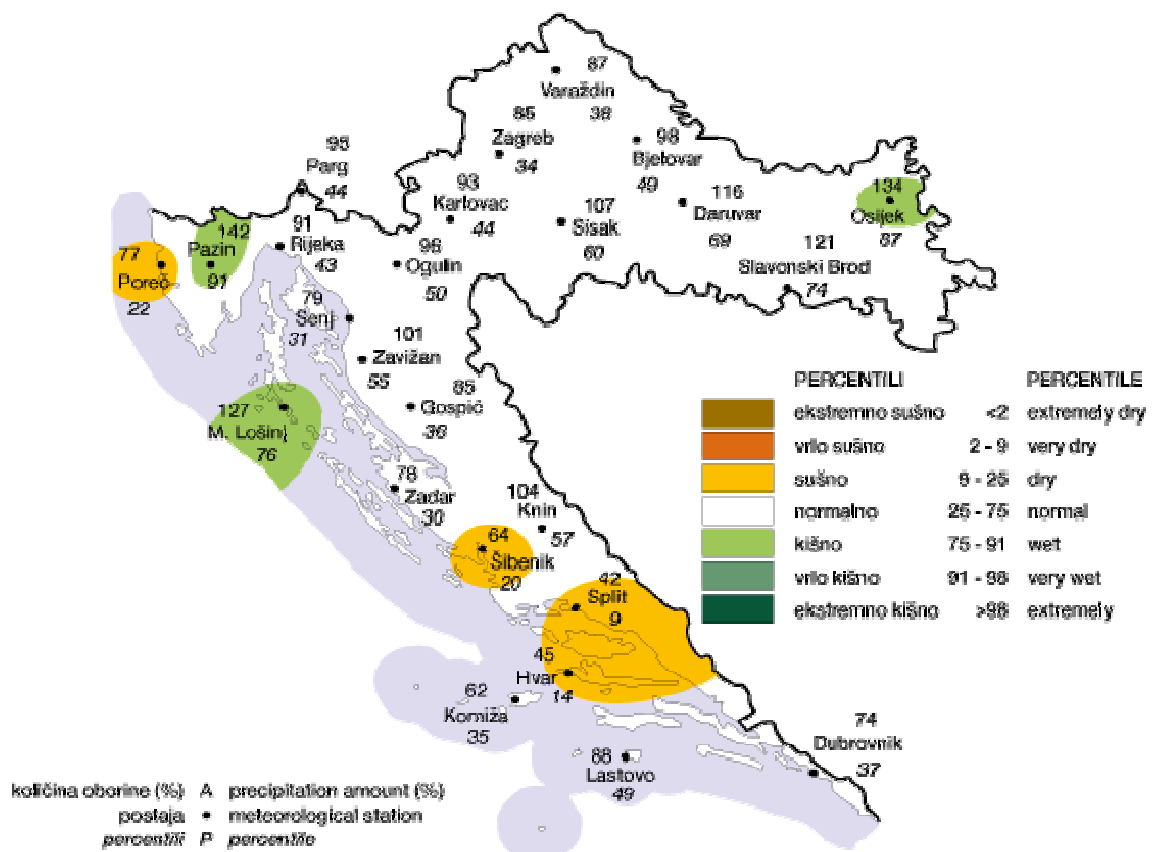 87
Varaždin
38
85
Zagreb
34
98
Bjelovar
49
95
Parg
44
93
Karlovac
44
116
Daruvar
69
134
Osijek
87
107
Sisak
60
142
Pazin
91
91
Rijeka
43
77
Poreč
22
96
Ogulin
50
121
Slavonski Brod
74
79
Senj
31
101
Zavižan
55
85
Gospić
36
127
M. Lošinj
76
78
Zadar
30
104
Knin
57
64
Šibenik
20
42
Split
9
45
Hvar
14
62
Komiža
35
88
Lastovo
49
74
Dubrovnik
37
PERCENTILI PERCENTILE
ekstremno sušno <2 extremely dry
vrlo sušno 2 - 9 very dry
sušno 9 - 25 dry
normalno 25 - 75 normal
kišno 75 - 91 wet
vrlo kišno 91 - 98 very wet
ekstremno kišno >98 extremely
količina oborine (%) A precipitation amount (%)
postaja • meteorological station
percentili P percentile